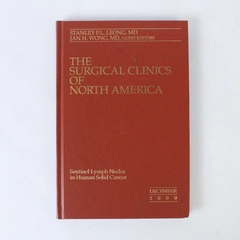 STANLEY P.L. LEONG, MD
JAN H. WONG, MD, GUEST EDITORS
THE
SURGICAL CLINICS
OF
NORTH AMERICA
Sentinel Lymph Nodes
in Human Solid Cancer
DECEMBER
2000